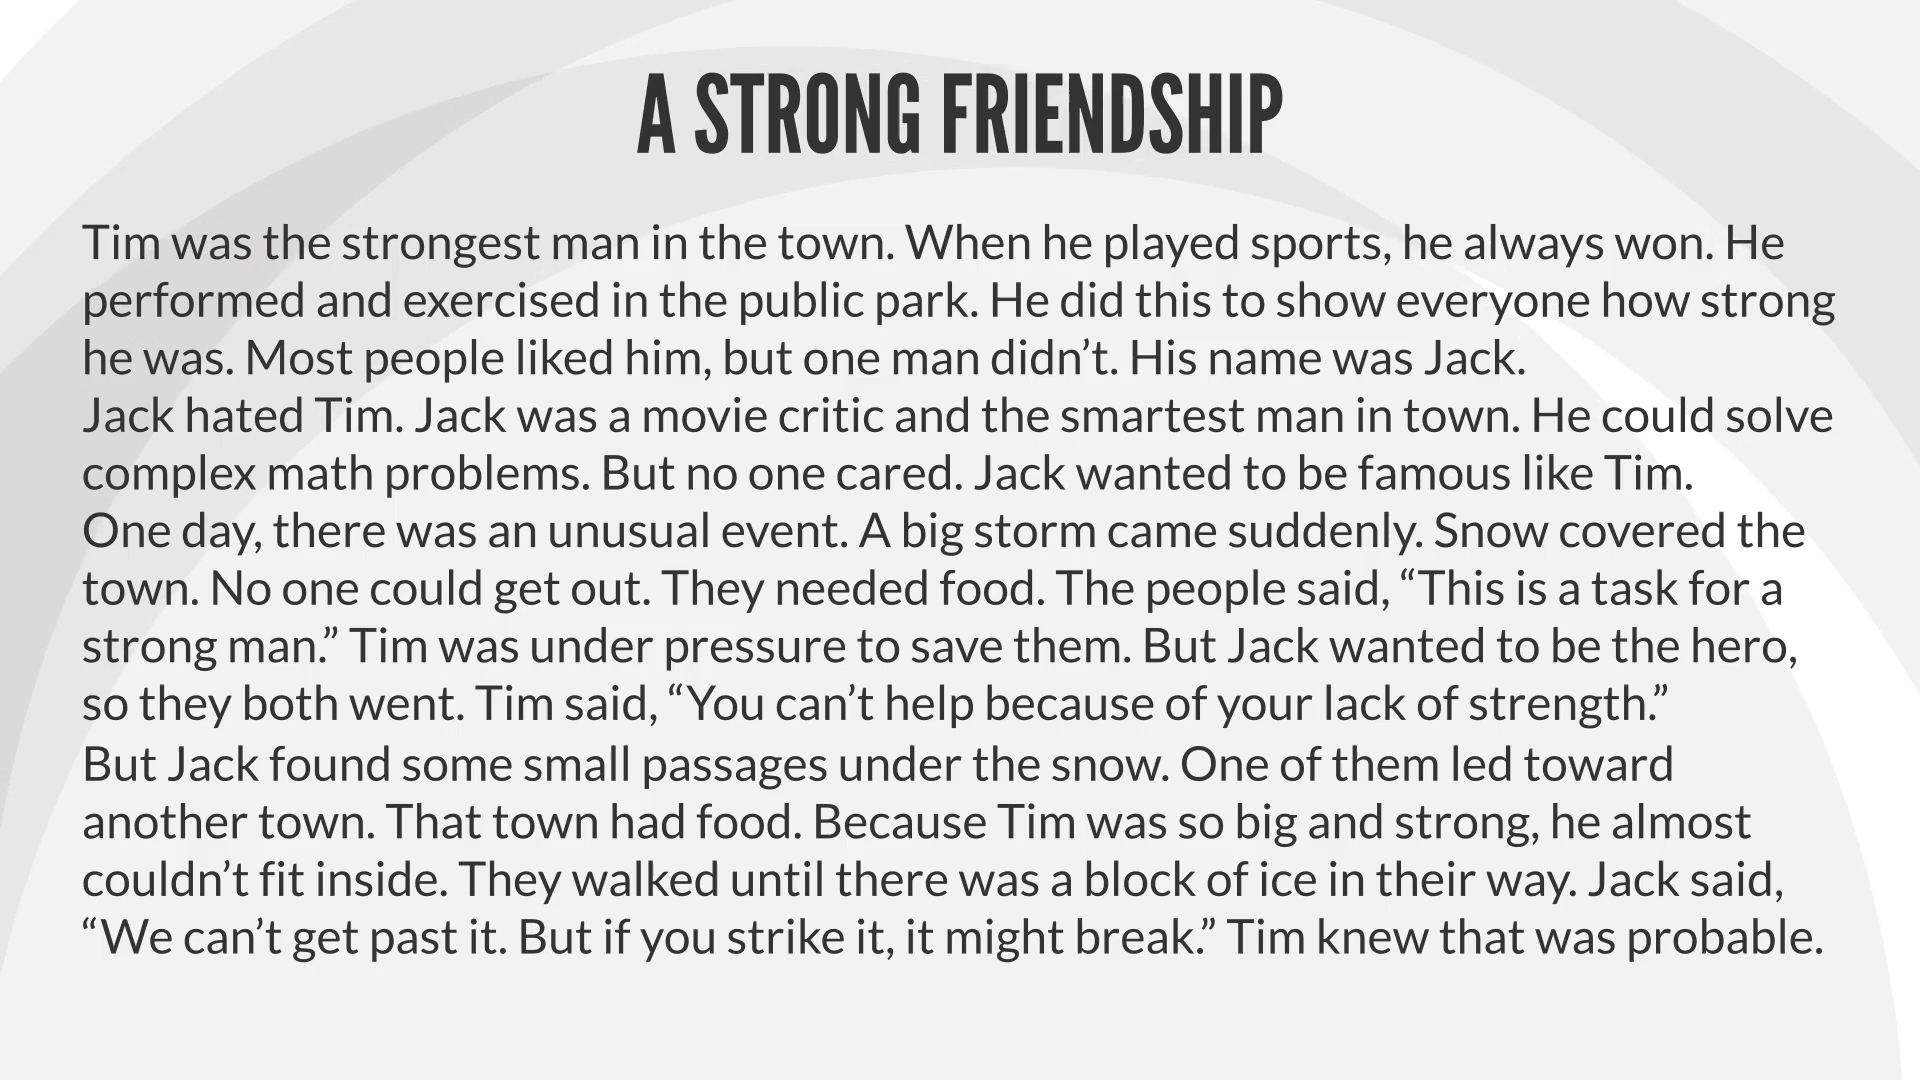 A STRONG FRIENDSHIP
Tim was the strongest man in the town. When he played sports, he always won. He
performed and exercised in the public park. He did this to show everyone how strong
he was. Most people liked him, but one man didn’t. His name was Jack.
Jack hated Tim. Jack was a movie critic and the smartest man in town. He could solve
complex math problems. But no one cared. Jack wanted to be famous like Tim.
One day, there was an unusual event. A big storm came suddenly. Snow covered the
town. No one could get out. They needed food. The people said, “This is a task for a
strong man.” Tim was under pressure to save them. But Jack wanted to be the hero,
so they both went. Tim said, “You can’t help because of your lack of strength.”
But Jack found some small passages under the snow. One of them led toward
another town. That town had food. Because Tim was so big and strong, he almost
couldn’t fit inside. They walked until there was a block of ice in their way. Jack said,
“We can’t get past it. But if you strike it, it might break.” Tim knew that was probable.